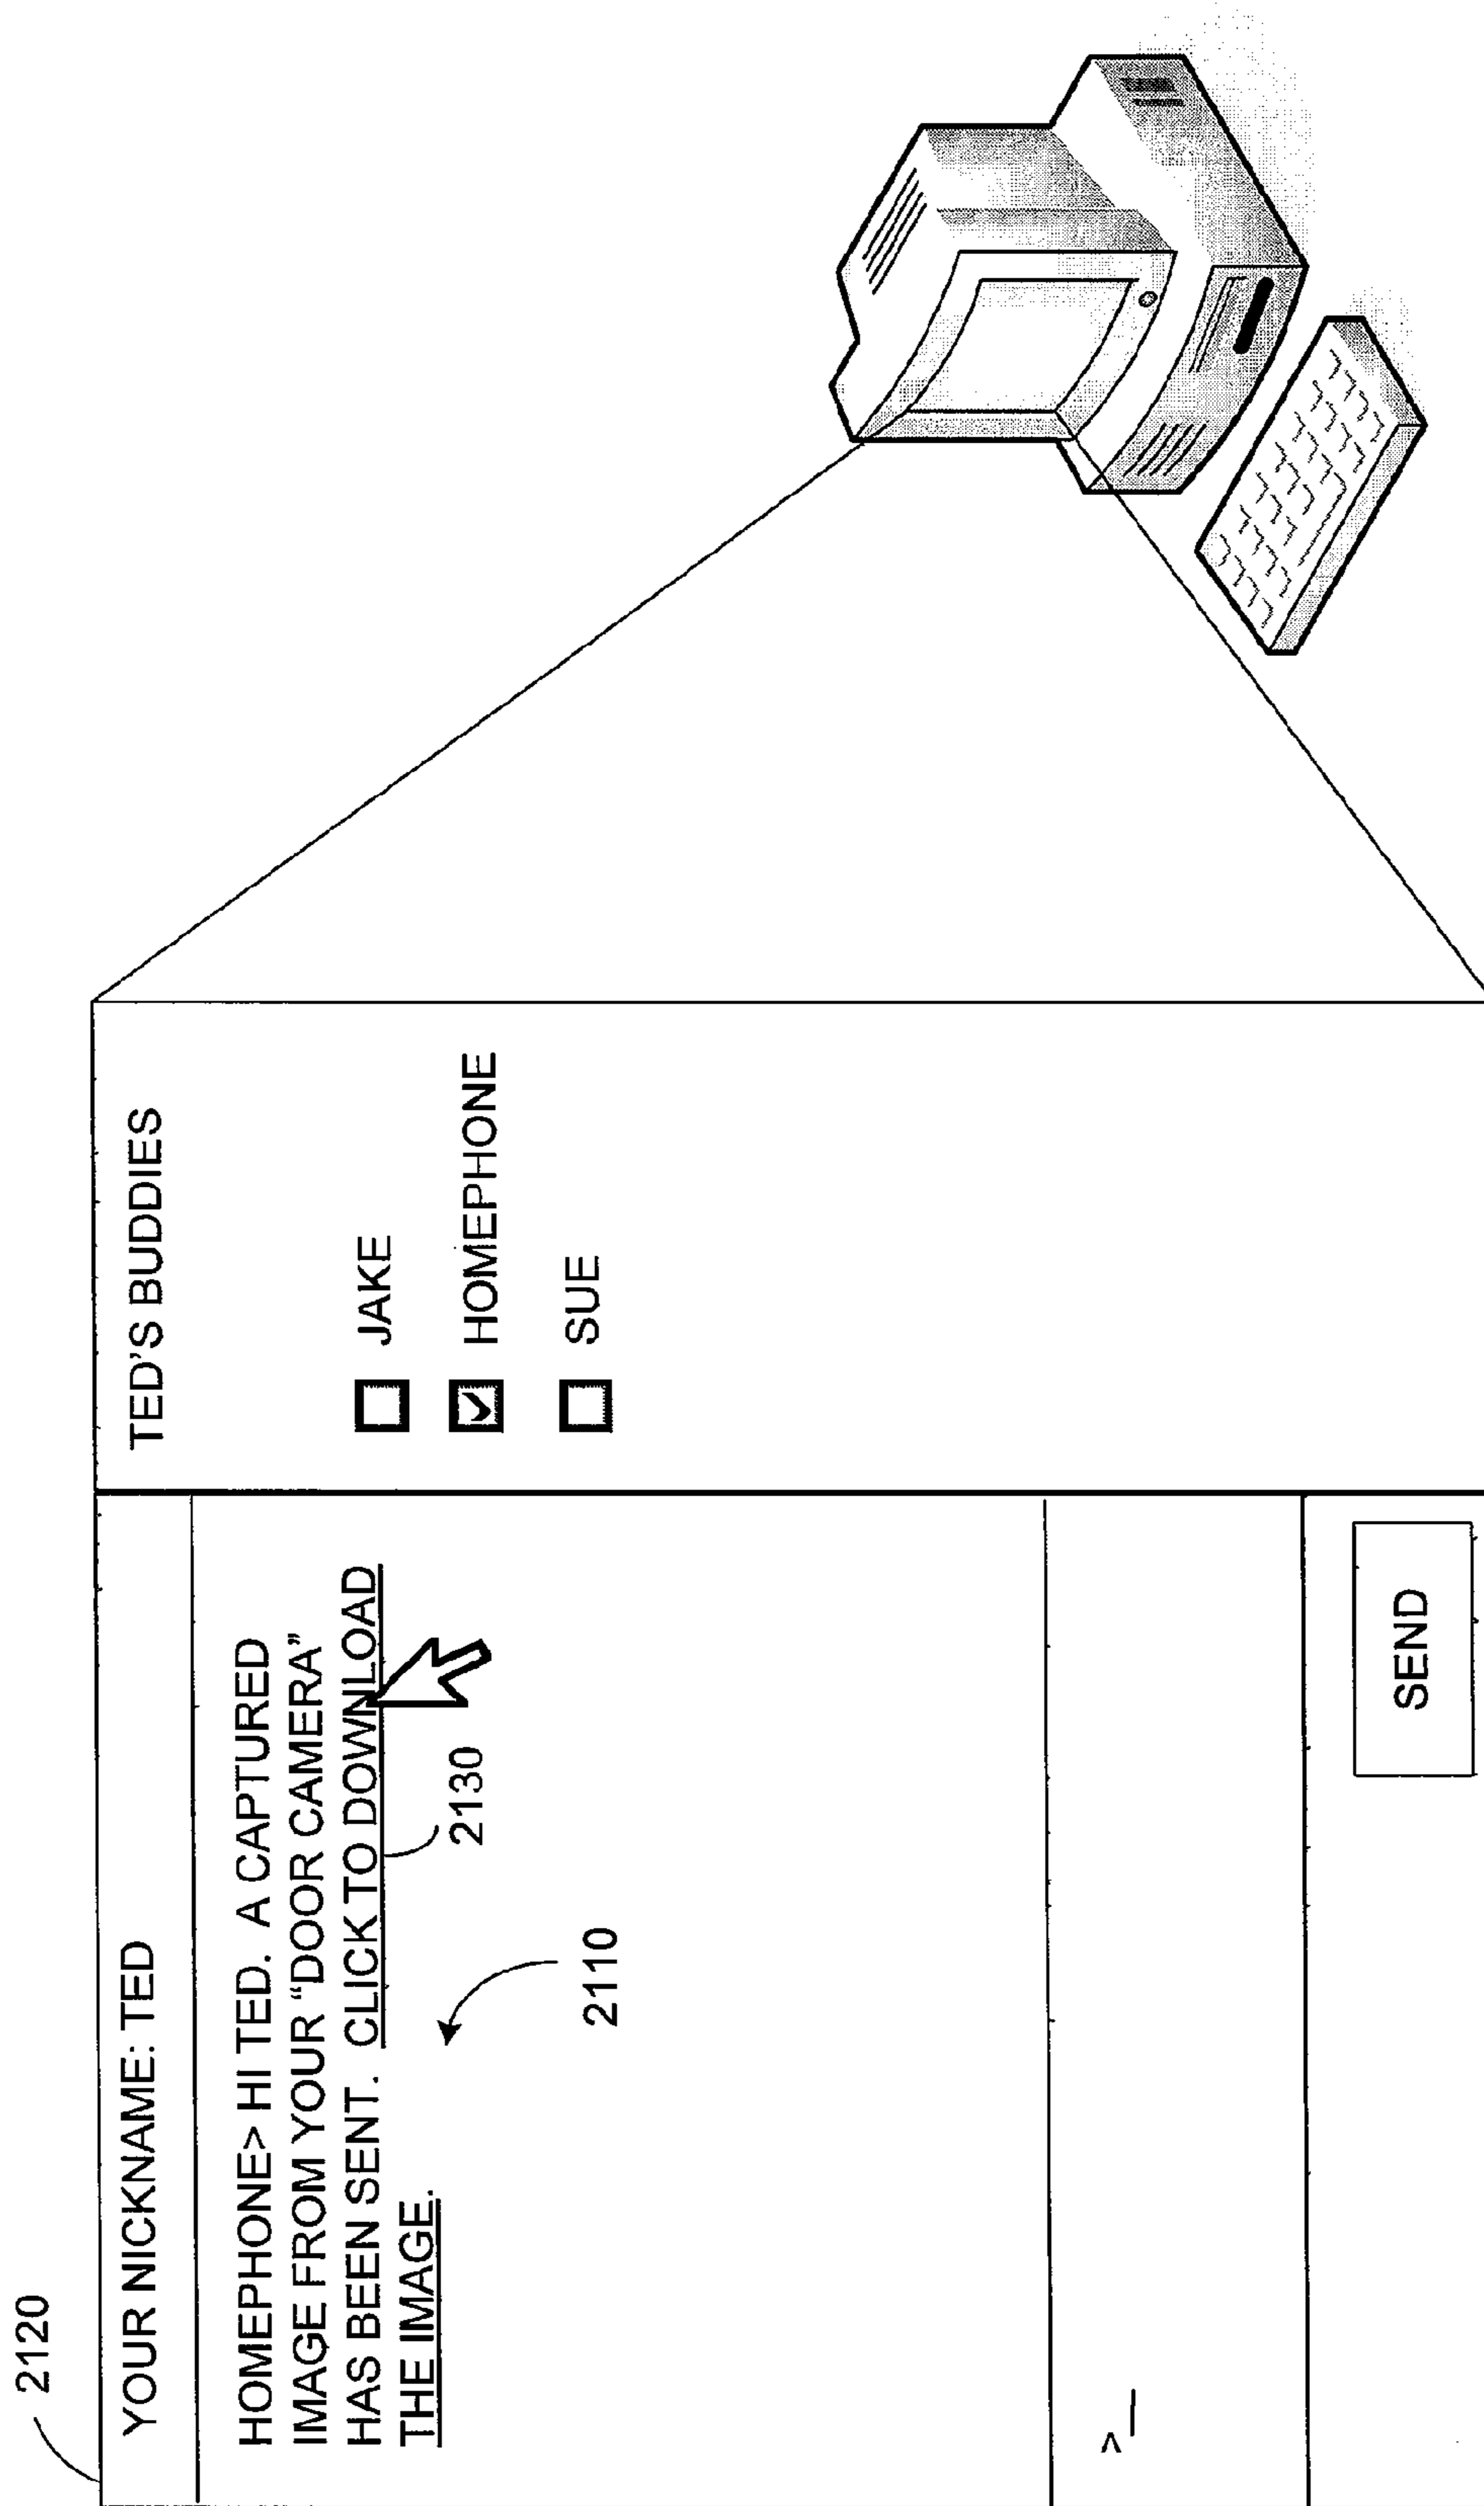 2120
YOUR NICKNAME: TED
HOMEPHONE> HI TED. A CAPTURED
IMAGE FROM YOUR “DOOR CAMERA”
HAS BEEN SENT. CLICK TO DOWNLOAD
THE IMAGE.
2130
2110
>_
SEND
TED'S BUDDIES
JAKE
HOMEPHONE
SUE